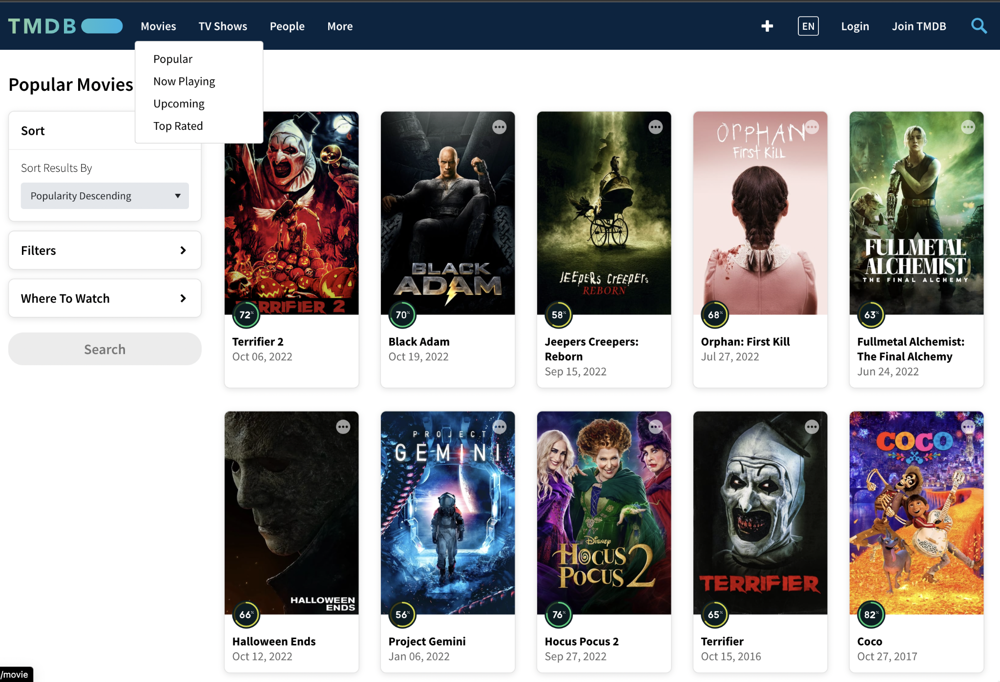 TMDB
Movies
TV Shows
People
More
EN
Login
Join TMDB
Popular
Now Playing
Upcoming
Top Rated
Popular Movies
Sort
Sort Results By
Popularity Descending
Filters
Where To Watch
Search
TERRIFIER 2
72%
Terrifier 2
Oct 06, 2022
BLACK
ADAM
70%
Black Adam
Oct 19, 2022
JEEPERS CREEPERS
REBORN
58%
Jeepers Creepers:
Reborn
Sep 15, 2022
ORPHAN
First Kill
68%
Orphan: First Kill
Jul 27, 2022
FULLMETAL
ALCHEMIST
THE FINAL ALCHEMY
63%
Fullmetal Alchemist:
The Final Alchemy
Jun 24, 2022
HALLOWEEN
ENDS
66%
Halloween Ends
Oct 12, 2022
PROJECT
GEMINI
56%
Project Gemini
Jan 06, 2022
Disney
HOCUS
POCUS 2
76%
Hocus Pocus 2
Sep 27, 2022
TERRIFIER
65%
Terrifier
Oct 15, 2016
COCO
82%
Coco
Oct 27, 2017
/movie